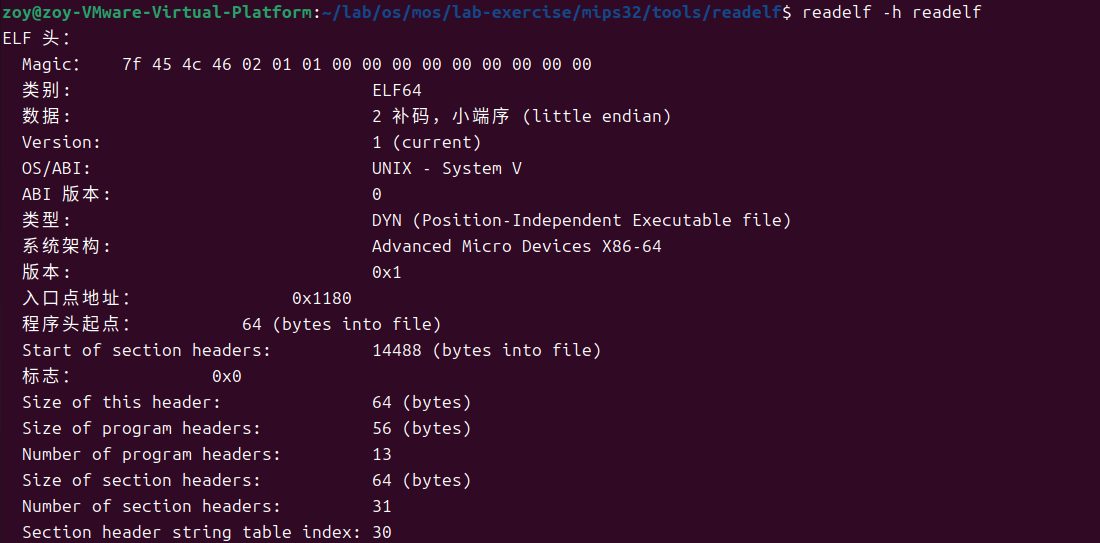 zoy@zoy-VMware-Virtual-Platform:~/lab/os/mos/lab-exercise/mips32/tools/readelf$ readelf -h readelf
ELF 头:
  Magic:    7f 45 4c 46 02 01 01 00 00 00 00 00 00 00 00 00
  类别:                              ELF64
  数据:                              2 补码，小端序 (little endian)
  Version:                           1 (current)
  OS/ABI:                            UNIX - System V
  ABI 版本:                          0
  类型:                              DYN (Position-Independent Executable file)
  系统架构:                          Advanced Micro Devices X86-64
  版本:                              0x1
  入口点地址:                0x1180
  程序头起点:           64 (bytes into file)
  Start of section headers:          14488 (bytes into file)
  标志:              0x0
  Size of this header:               64 (bytes)
  Size of program headers:           56 (bytes)
  Number of program headers:         13
  Size of section headers:           64 (bytes)
  Number of section headers:         31
  Section header string table index: 30